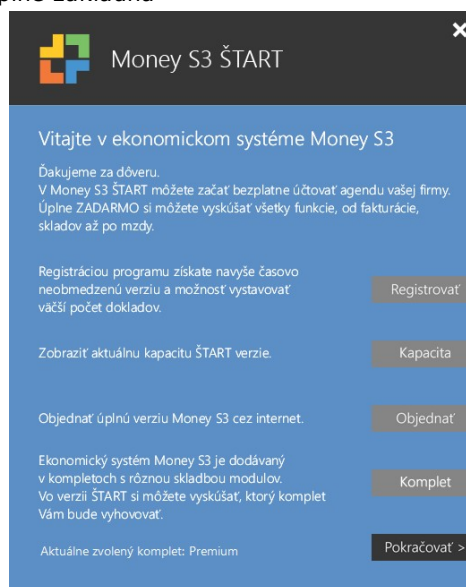 Money S3 ŠTART
Vitajte v ekonomickom systéme Money S3
Ďakujeme za dôveru.
V Money S3 ŠTART môžete začať bezplatne účtovať agendu vašej firmy.
Úplne ZADARMO si môžete vyskúšať všetky funkcie, od fakturácie,
skladov až po mzdy.
Registráciou programu získate navyše časovo
neobmedzenú verziu a možnosť vystavovať
väčší počet dokladov.
Registrovať
Zobraziť aktuálnu kapacitu ŠTART verzie.
Kapacita
Objednať úplnú verziu Money S3 cez internet.
Objednať
Ekonomický systém Money S3 je dodávaný
v kompletoch s rôznou skladbou modulov.
Vo verzii ŠTART si môžete vyskúšať, ktorý komplet
Vám bude vyhovovať.
Komplet
Aktuálne zvolený komplet: Premium
Pokračovať >